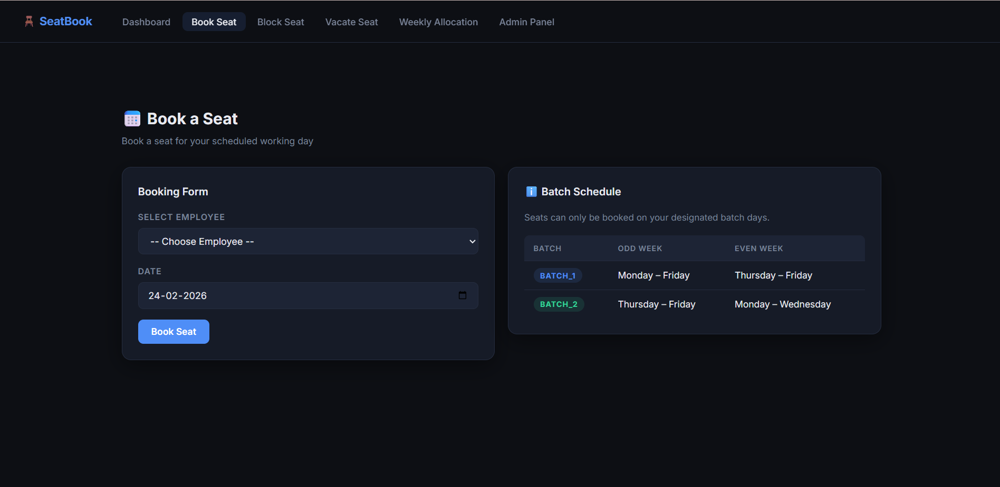 SeatBook Dashboard Book Seat Block Seat Vacate Seat Weekly Allocation Admin Panel
Book a Seat
Book a seat for your scheduled working day
Booking Form
SELECT EMPLOYEE
-- Choose Employee --
DATE
24-02-2026
Book Seat
Batch Schedule
Seats can only be booked on your designated batch days.
BATCH ODD WEEK EVEN WEEK
BATCH_1 Monday – Friday Thursday – Friday
BATCH_2 Thursday – Friday Monday – Wednesday